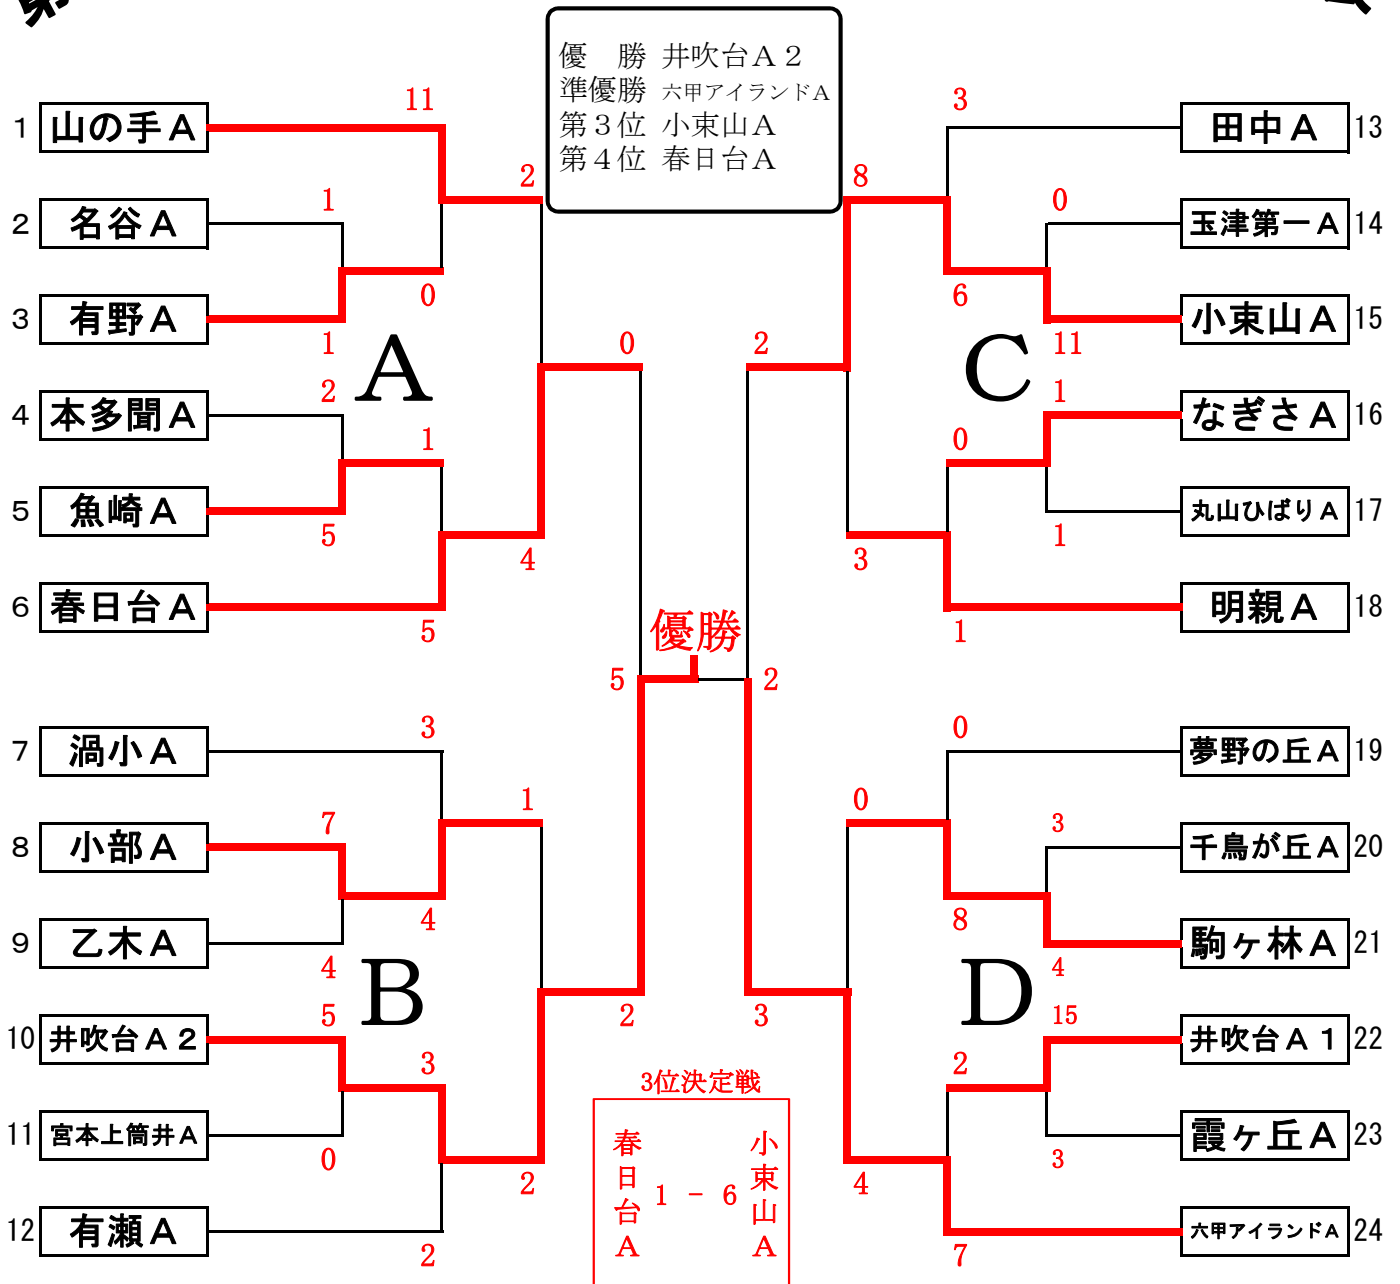 優　勝 井吹台Ａ２
準優勝 六甲アイランドA
第３位 小束山Ａ
第４位 春日台Ａ
1 山の手Ａ 11
2 名谷Ａ 1
3 有野Ａ 1
0
2
4 本多聞Ａ 2
5 魚崎Ａ 5
1
6 春日台Ａ 5
4
0
A
7 渦小Ａ 3
8 小部Ａ 7
9 乙木Ａ 4
4
1
10 井吹台Ａ２ 5
11 宮本上筒井Ａ 0
3
12 有瀬Ａ 2
2
2
B
5
優勝
2
3 田中Ａ 13
0 玉津第一Ａ 14
11 小束山Ａ 15
6
8
1 なぎさＡ 16
1 丸山ひばりＡ 17
0
1 明親Ａ 18
3
2
C
0 夢野の丘Ａ 19
3 千鳥が丘Ａ 20
4 駒ヶ林Ａ 21
8
0
15 井吹台Ａ１ 22
3 霞ヶ丘Ａ 23
2
7 六甲アイランドＡ 24
4
3
D
3位決定戦
春日台Ａ 1 － 6 小束山Ａ